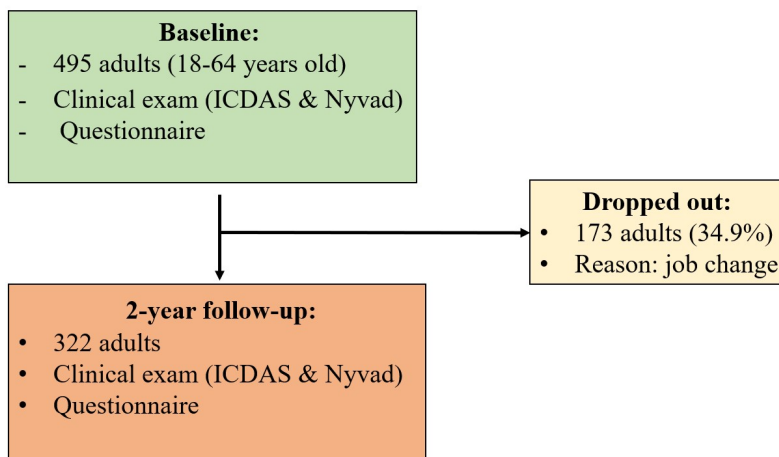 Baseline:
- 495 adults (18-64 years old)
- Clinical exam (ICDAS & Nyvad)
- Questionnaire
Dropped out:
• 173 adults (34.9%)
• Reason: job change
2-year follow-up:
• 322 adults
• Clinical exam (ICDAS & Nyvad)
• Questionnaire